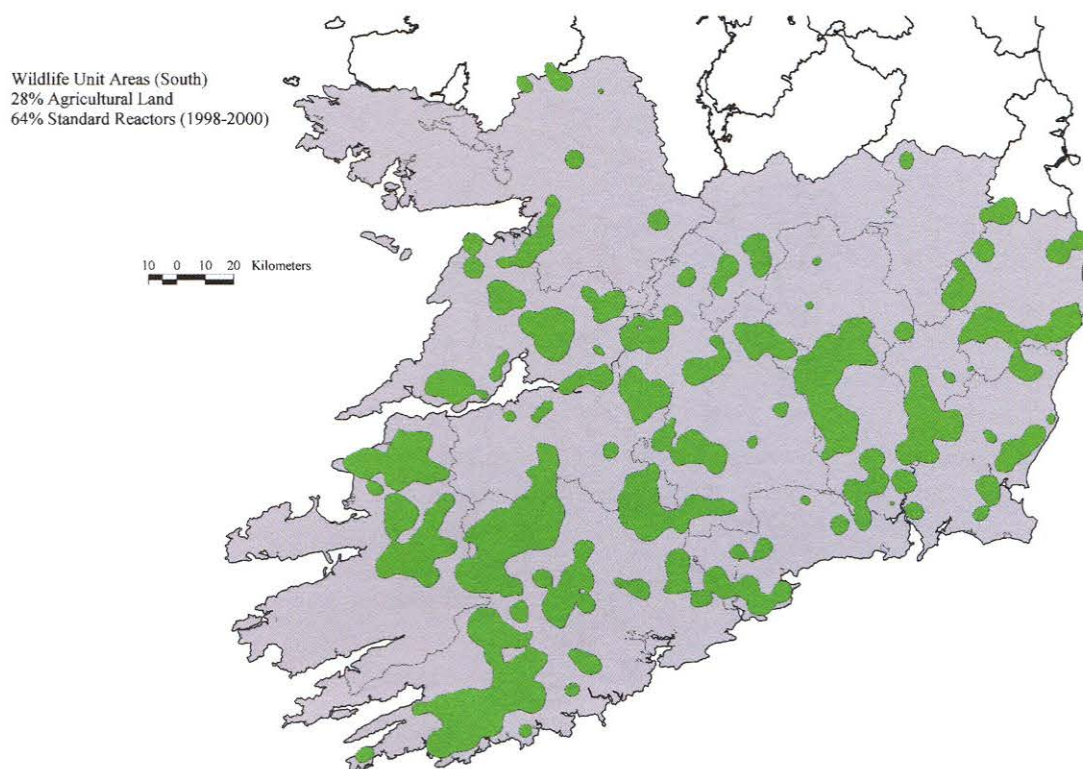 Wildlife Unit Areas (South)
28% Agricultural Land
64% Standard Reactors (1998-2000)
10 0 10 20 Kilometers